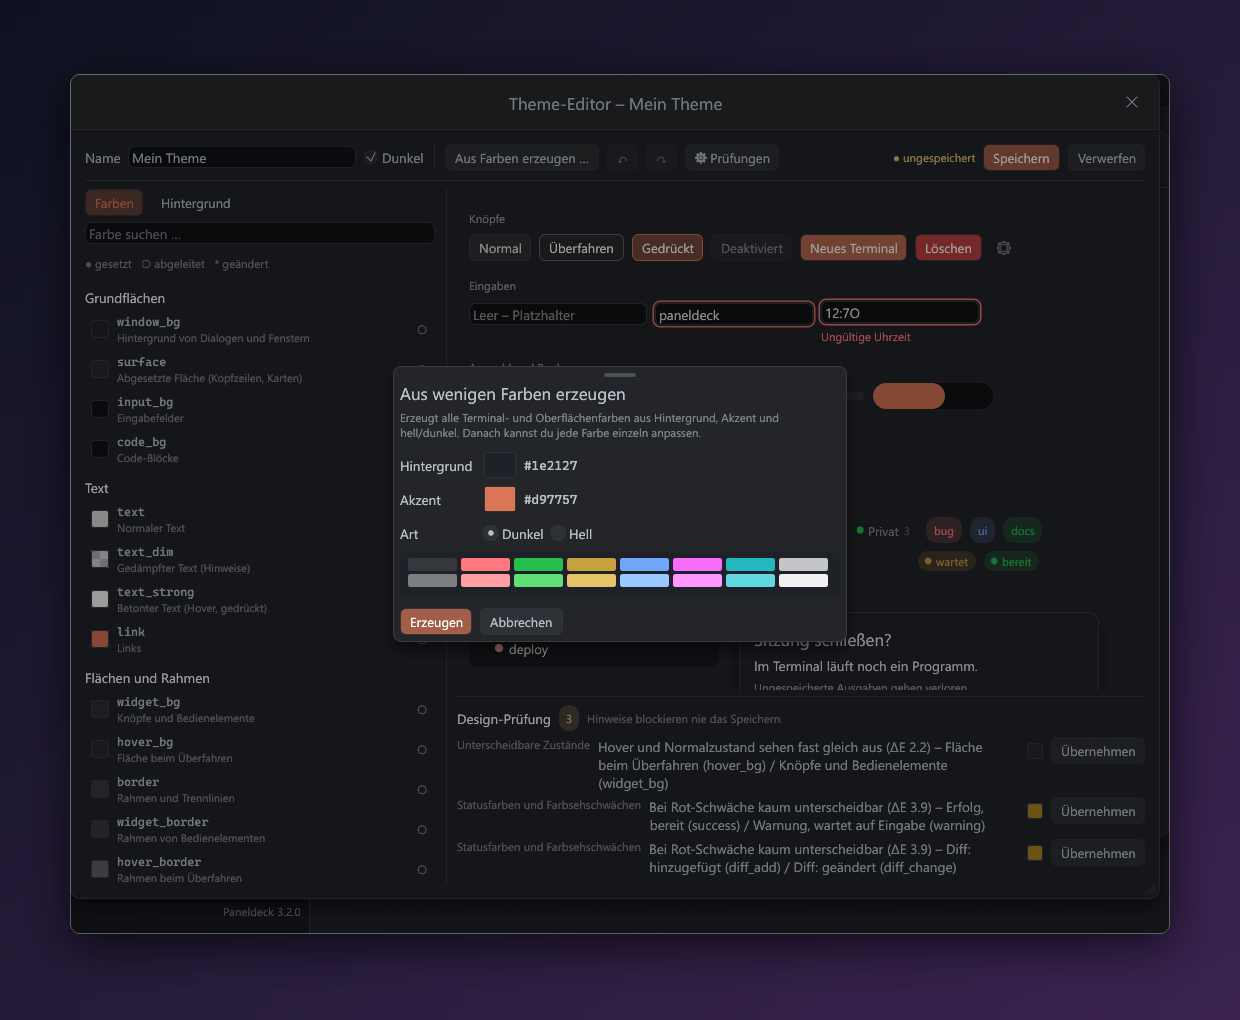 Theme-Editor – Mein Theme
Name
Mein Theme
Dunkel
Aus Farben erzeugen ...
Prüfungen
ungespeichert
Speichern
Verwerfen
Farben
Hintergrund
Farbe suchen ...
gesetzt
abgeleitet
* geändert
Grundflächen
window_bg
Hintergrund von Dialogen und Fenstern
surface
Abgesetzte Fläche (Kopfzeilen, Karten)
input_bg
Eingabefelder
code_bg
Code-Blöcke
Text
text
Normaler Text
text_dim
Gedämpfter Text (Hinweise)
text_strong
Betonter Text (Hover, gedrückt)
link
Links
Flächen und Rahmen
widget_bg
Knöpfe und Bedienelemente
hover_bg
Fläche beim Überfahren
border
Rahmen und Trennlinien
widget_border
Rahmen von Bedienelementen
hover_border
Rahmen beim Überfahren
Knöpfe
Normal
Überfahren
Gedrückt
Deaktiviert
Neues Terminal
Löschen
Eingaben
Leer – Platzhalter
paneldeck
12:7O
Ungültige Uhrzeit
Aus wenigen Farben erzeugen
Erzeugt alle Terminal- und Oberflächenfarben aus Hintergrund, Akzent und
hell/dunkel. Danach kannst du jede Farbe einzeln anpassen.
Hintergrund
#1e2127
Akzent
#d97757
Art
Dunkel
Hell
Erzeugen
Abbrechen
Privat 3
bug
ui
docs
wartet
bereit
deploy
Sitzung schließen?
Im Terminal läuft noch ein Programm.
Ungespeicherte Ausgaben gehen verloren
Design-Prüfung
3
Hinweise blockieren nie das Speichern.
Unterscheidbare Zustände
Hover und Normalzustand sehen fast gleich aus (ΔE 2.2) – Fläche
beim Überfahren (hover_bg) / Knöpfe und Bedienelemente
(widget_bg)
Übernehmen
Statusfarben und Farbsehschwächen
Bei Rot-Schwäche kaum unterscheidbar (ΔE 3.9) – Erfolg,
bereit (success) / Warnung, wartet auf Eingabe (warning)
Übernehmen
Statusfarben und Farbsehschwächen
Bei Rot-Schwäche kaum unterscheidbar (ΔE 3.9) – Diff:
hinzugefügt (diff_add) / Diff: geändert (diff_change)
Übernehmen
Paneldeck 3.2.0